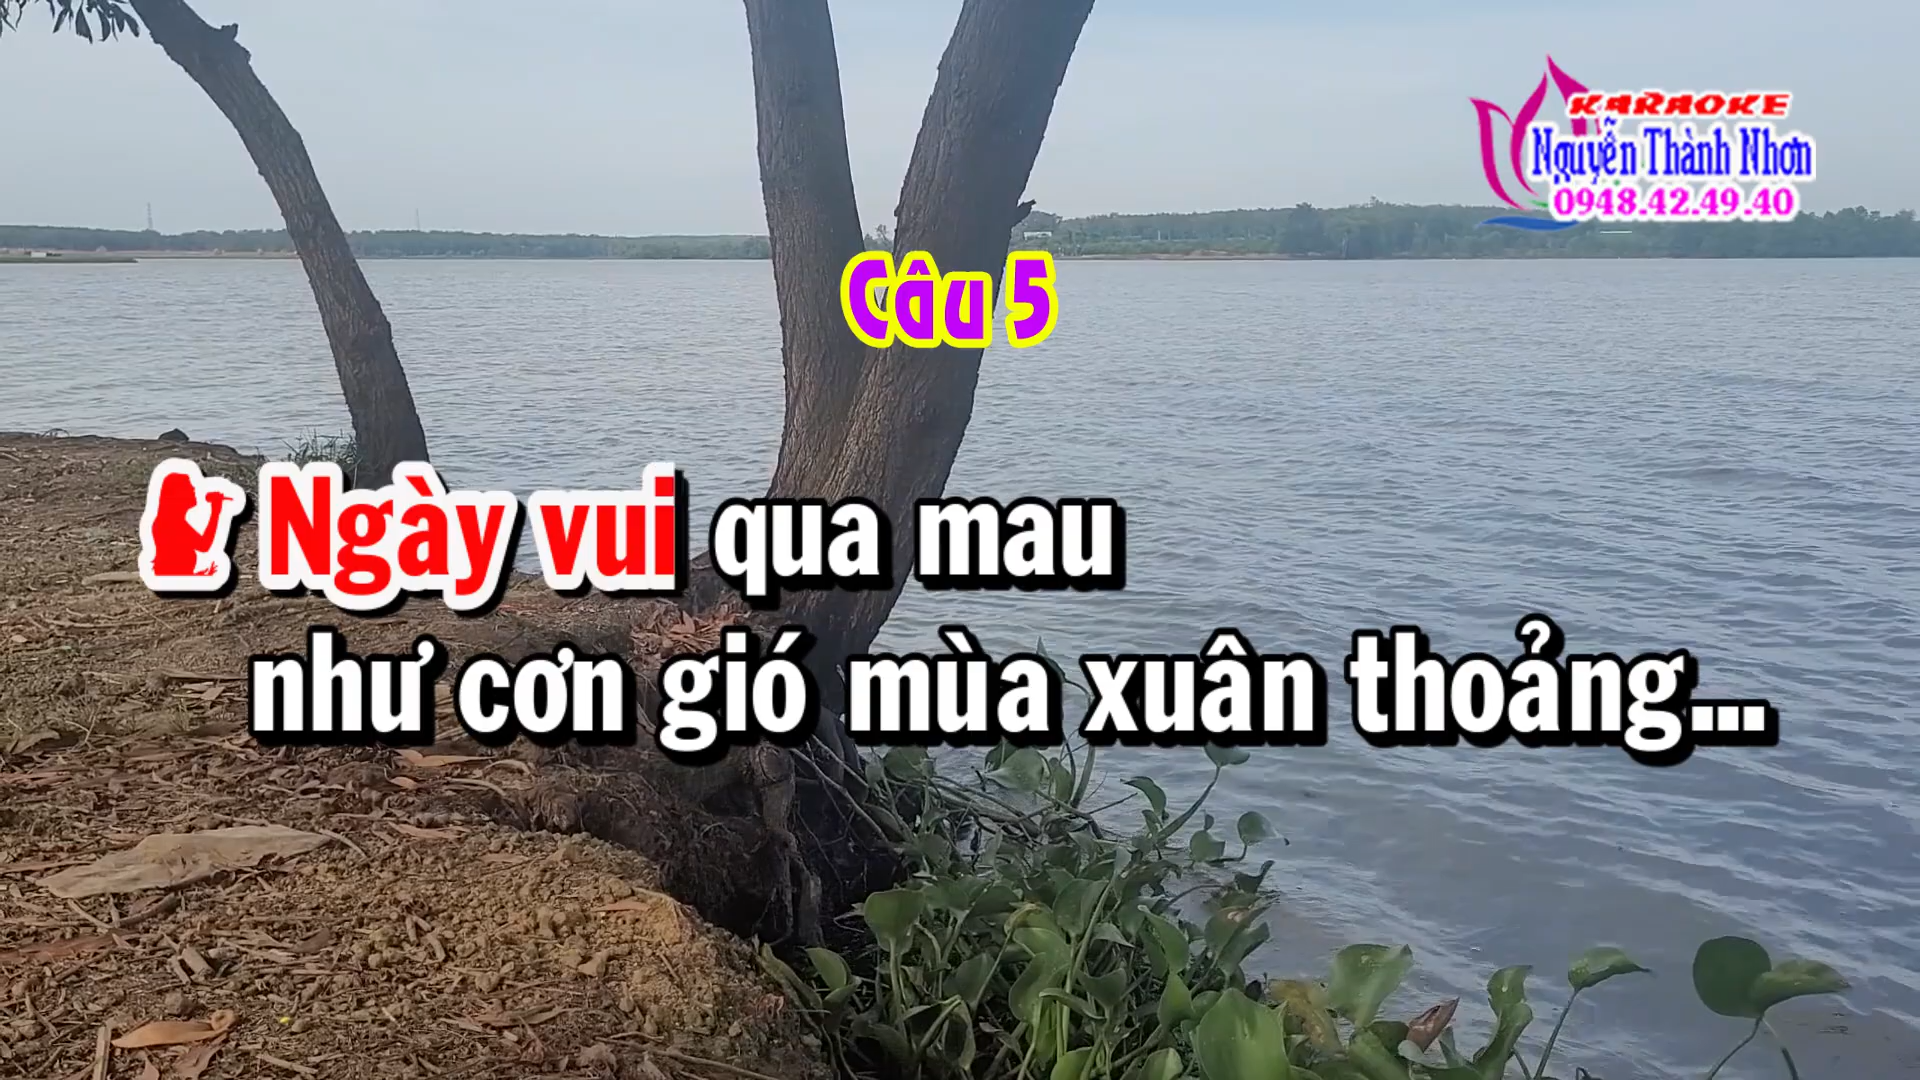 KARAOKE
Nguyễn Thành Nhơn
0948.42.49.40
Câu 5
Ngày vui qua mau
như cơn gió mùa xuân thoảng...